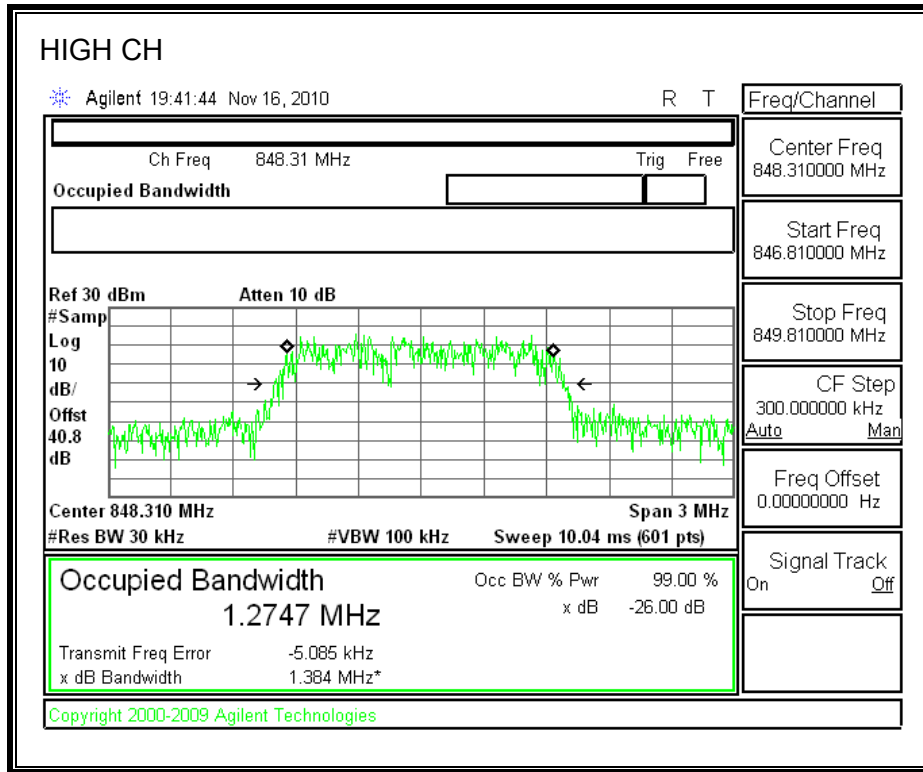 HIGH CH
Agilent 19:41:44 Nov 16, 2010 R T
Freq/Channel
Ch Freq 848.31 MHz Trig Free
Occupied Bandwidth
Center Freq
848.310000 MHz
Start Freq
846.810000 MHz
Stop Freq
849.810000 MHz
CF Step
300.000000 kHz
Auto Man
Freq Offset
0.00000000 Hz
Signal Track
On Off
Ref 30 dBm Atten 10 dB
#Samp
Log
10
dB/
Offst
40.8
dB
Center 848.310 MHz Span 3 MHz
#Res BW 30 kHz #VBW 100 kHz Sweep 10.04 ms (601 pts)
Occupied Bandwidth Occ BW % Pwr 99.00 %
1.2747 MHz x dB -26.00 dB
Transmit Freq Error -5.085 kHz
x dB Bandwidth 1.384 MHz*
Copyright 2000-2009 Agilent Technologies